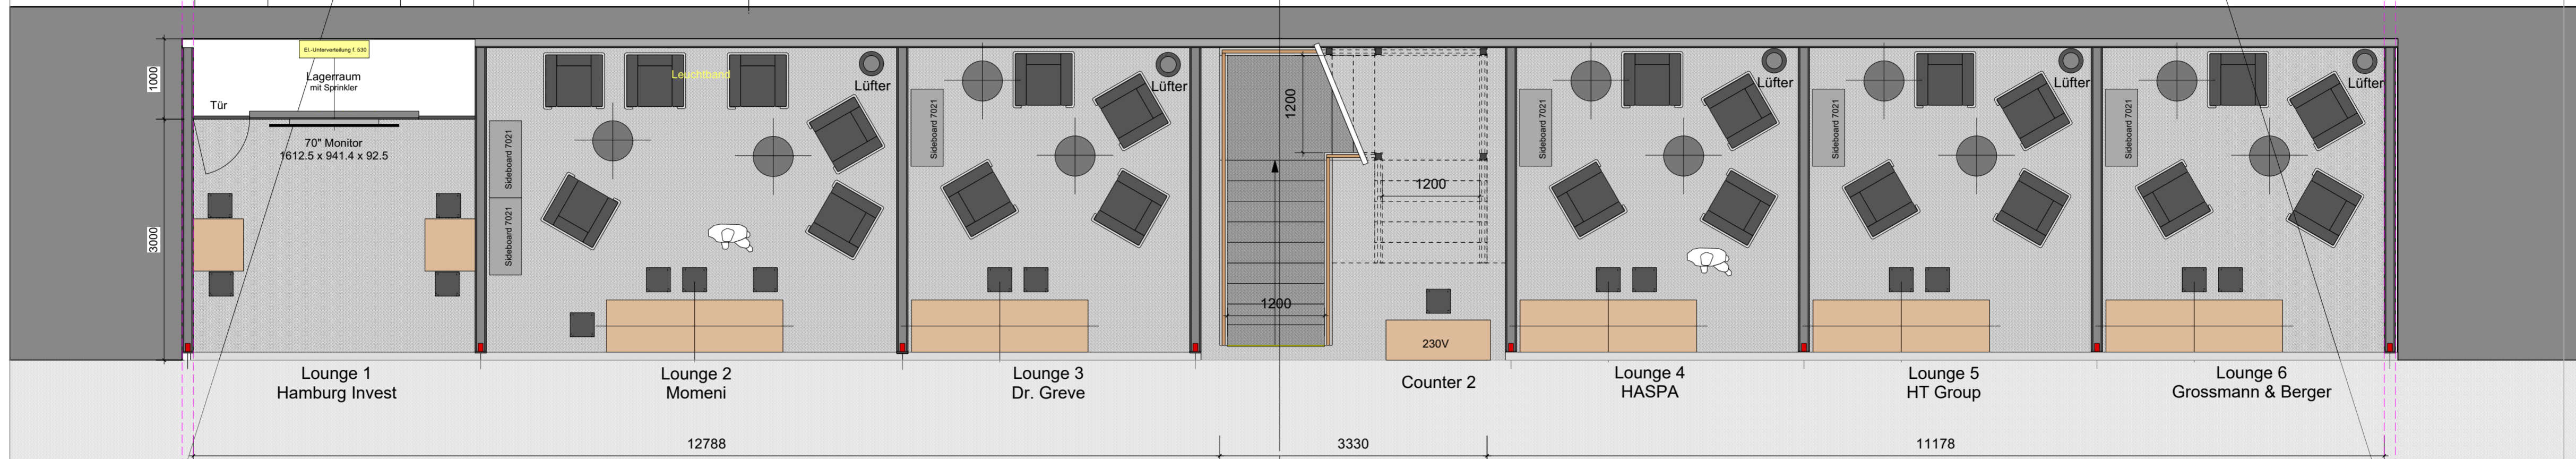 El.-Unterverteilung f. 530
Lagerraum
mit Sprinkler
Tür
70" Monitor
1612.5 x 941.4 x 92.5
1000
3000
Leuchtband
Lüfter
Sideboard 7021
Sideboard 7021
Lüfter
Sideboard 7021
1200
1200
1200
230V
Lüfter
Sideboard 7021
Lüfter
Sideboard 7021
Lüfter
Sideboard 7021
Lounge 1
Hamburg Invest
Lounge 2
Momeni
Lounge 3
Dr. Greve
Counter 2
Lounge 4
HASPA
Lounge 5
HT Group
Lounge 6
Grossmann & Berger
12788
3330
11178